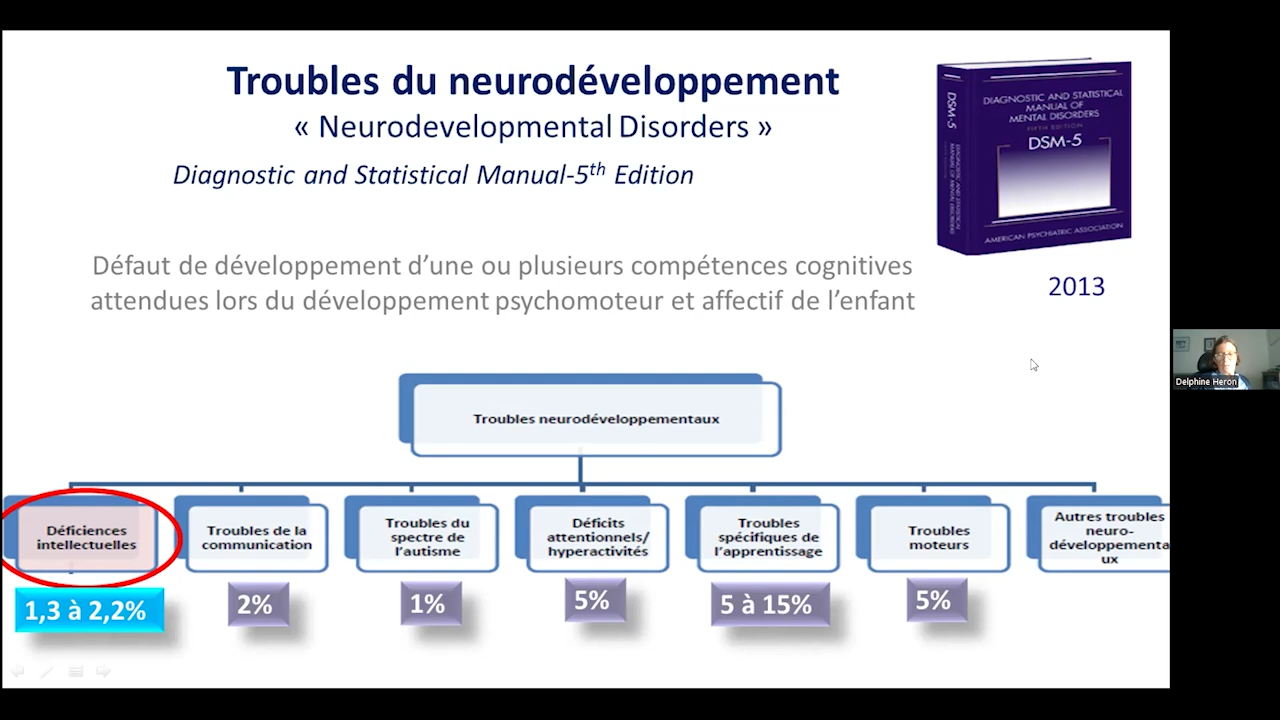 Troubles du neurodéveloppement
« Neurodevelopmental Disorders »
Diagnostic and Statistical Manual-5th Edition
DSM-5
DIAGNOSTIC AND STATISTICAL
MANUAL OF
MENTAL DISORDERS
FIFTH EDITION
DSM-5
AMERICAN PSYCHIATRIC ASSOCIATION
2013
Défaut de développement d'une ou plusieurs compétences cognitives
attendues lors du développement psychomoteur et affectif de l'enfant
Delphine Heron
Troubles neurodéveloppementaux
Déficiences
intellectuelles
Troubles de la
communication
Troubles du
spectre de
l'autisme
Déficits
attentionnels/
hyperactivités
Troubles
spécifiques de
l'apprentissage
Troubles
moteurs
Autres troubles
neuro-
développementa
ux
1,3 à 2,2%
2%
1%
5%
5 à 15%
5%